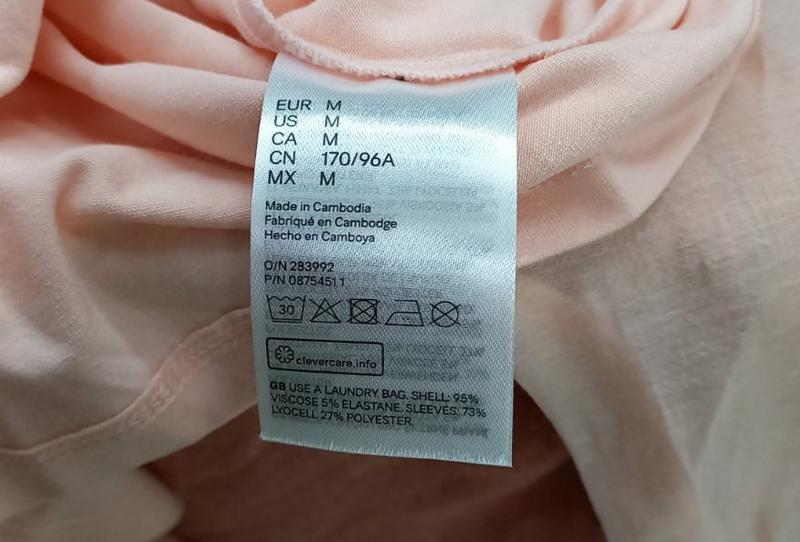 EUR M
US M
CA M
CN 170/96A
MX M
Made in Cambodia
Fabriqué en Cambodge
Hecho en Camboya
O/N 283992
P/N 08754511
30
clevercare.info
GB USE A LAUNDRY BAG. SHELL: 95%
VISCOSE 5% ELASTANE. SLEEVES: 73%
LYOCELL 27% POLYESTER.